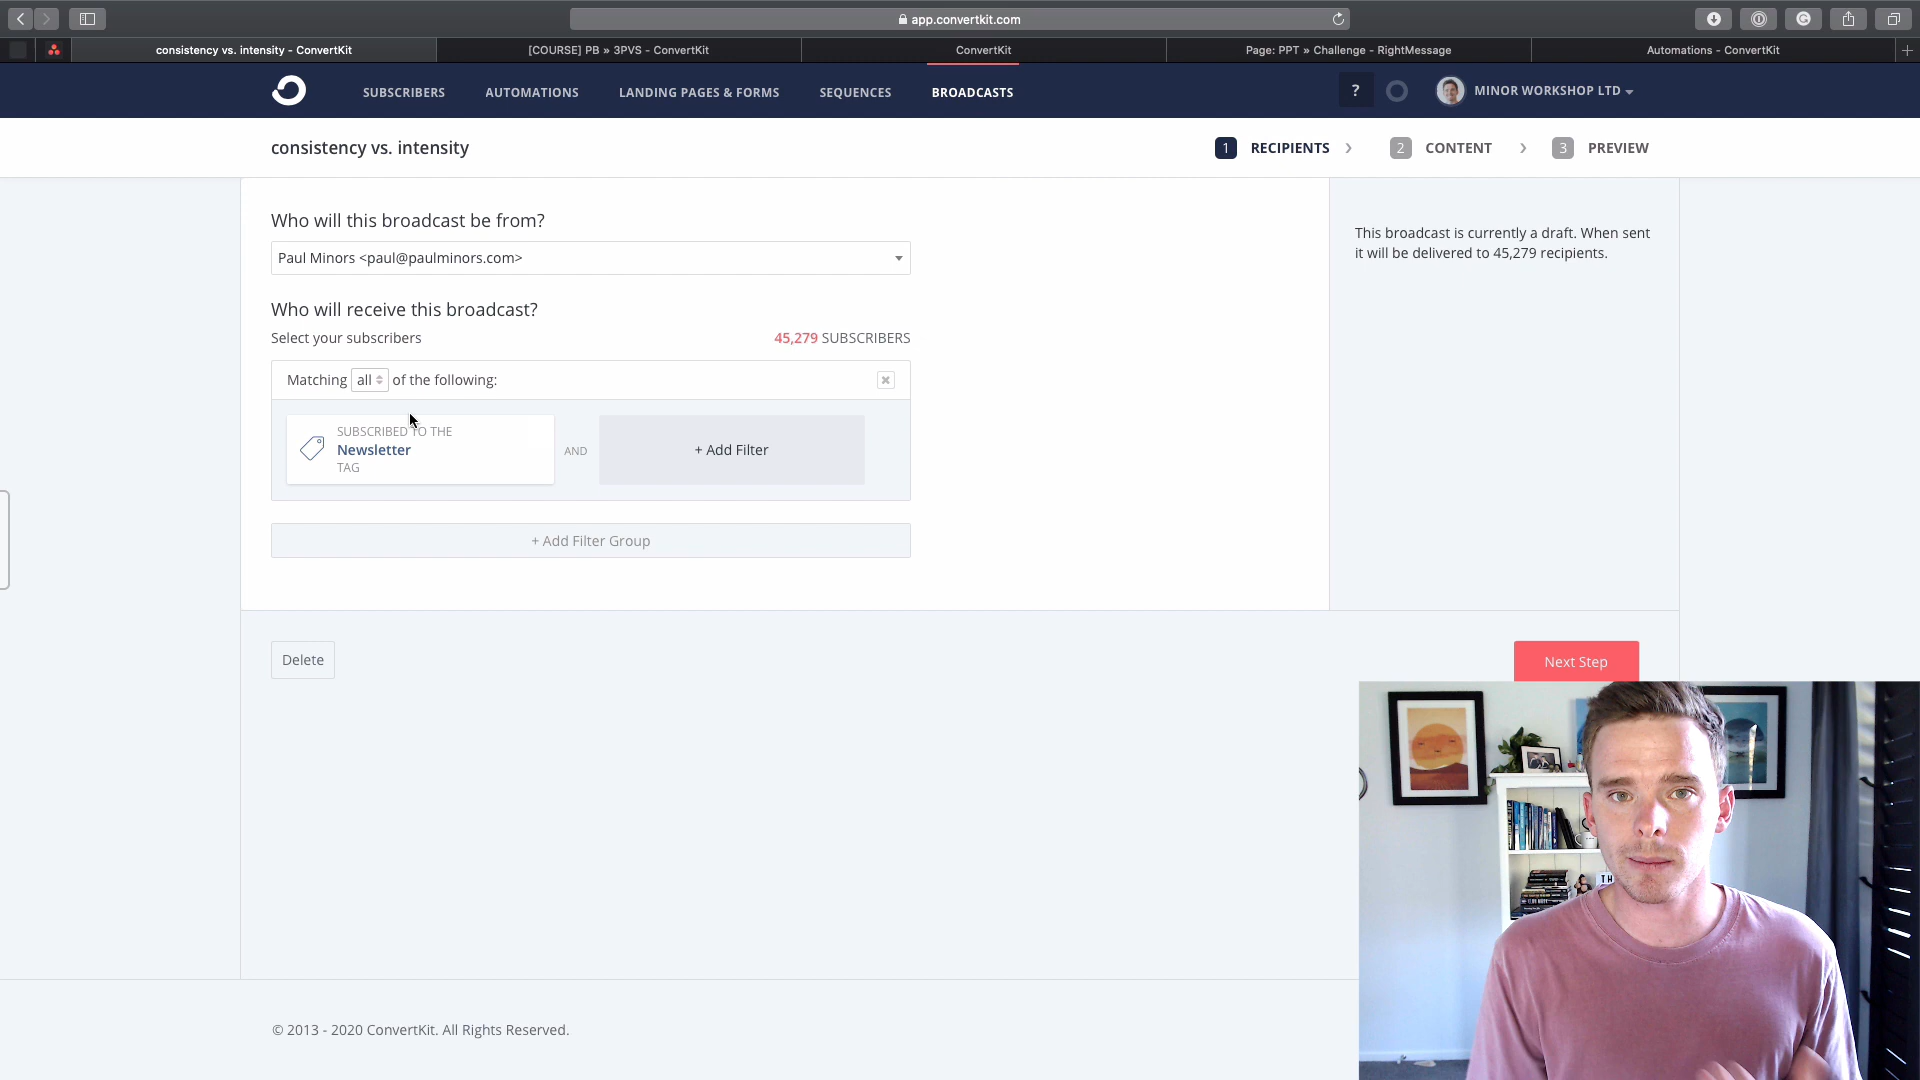 app.convertkit.com
consistency vs. intensity - ConvertKit
[COURSE] PB » 3PVS - ConvertKit
ConvertKit
Page: PPT » Challenge - RightMessage
Automations - ConvertKit
SUBSCRIBERS
AUTOMATIONS
LANDING PAGES & FORMS
SEQUENCES
BROADCASTS
?
MINOR WORKSHOP LTD
consistency vs. intensity
1 RECIPIENTS
2 CONTENT
3 PREVIEW
Who will this broadcast be from?
Paul Minors <paul@paulminors.com>
Who will receive this broadcast?
Select your subscribers
45,279 SUBSCRIBERS
Matching all of the following:
SUBSCRIBED TO THE
Newsletter
TAG
AND
+ Add Filter
+ Add Filter Group
This broadcast is currently a draft. When sent
it will be delivered to 45,279 recipients.
Delete
Next Step
TH
© 2013 - 2020 ConvertKit. All Rights Reserved.